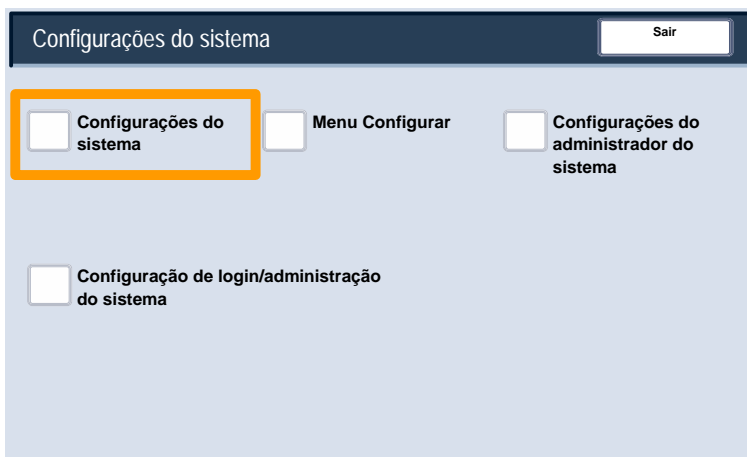 Configurações do sistema
Sair
Configurações do
sistema
Menu Configurar
Configurações do
administrador do
sistema
Configuração de login/administração
do sistema